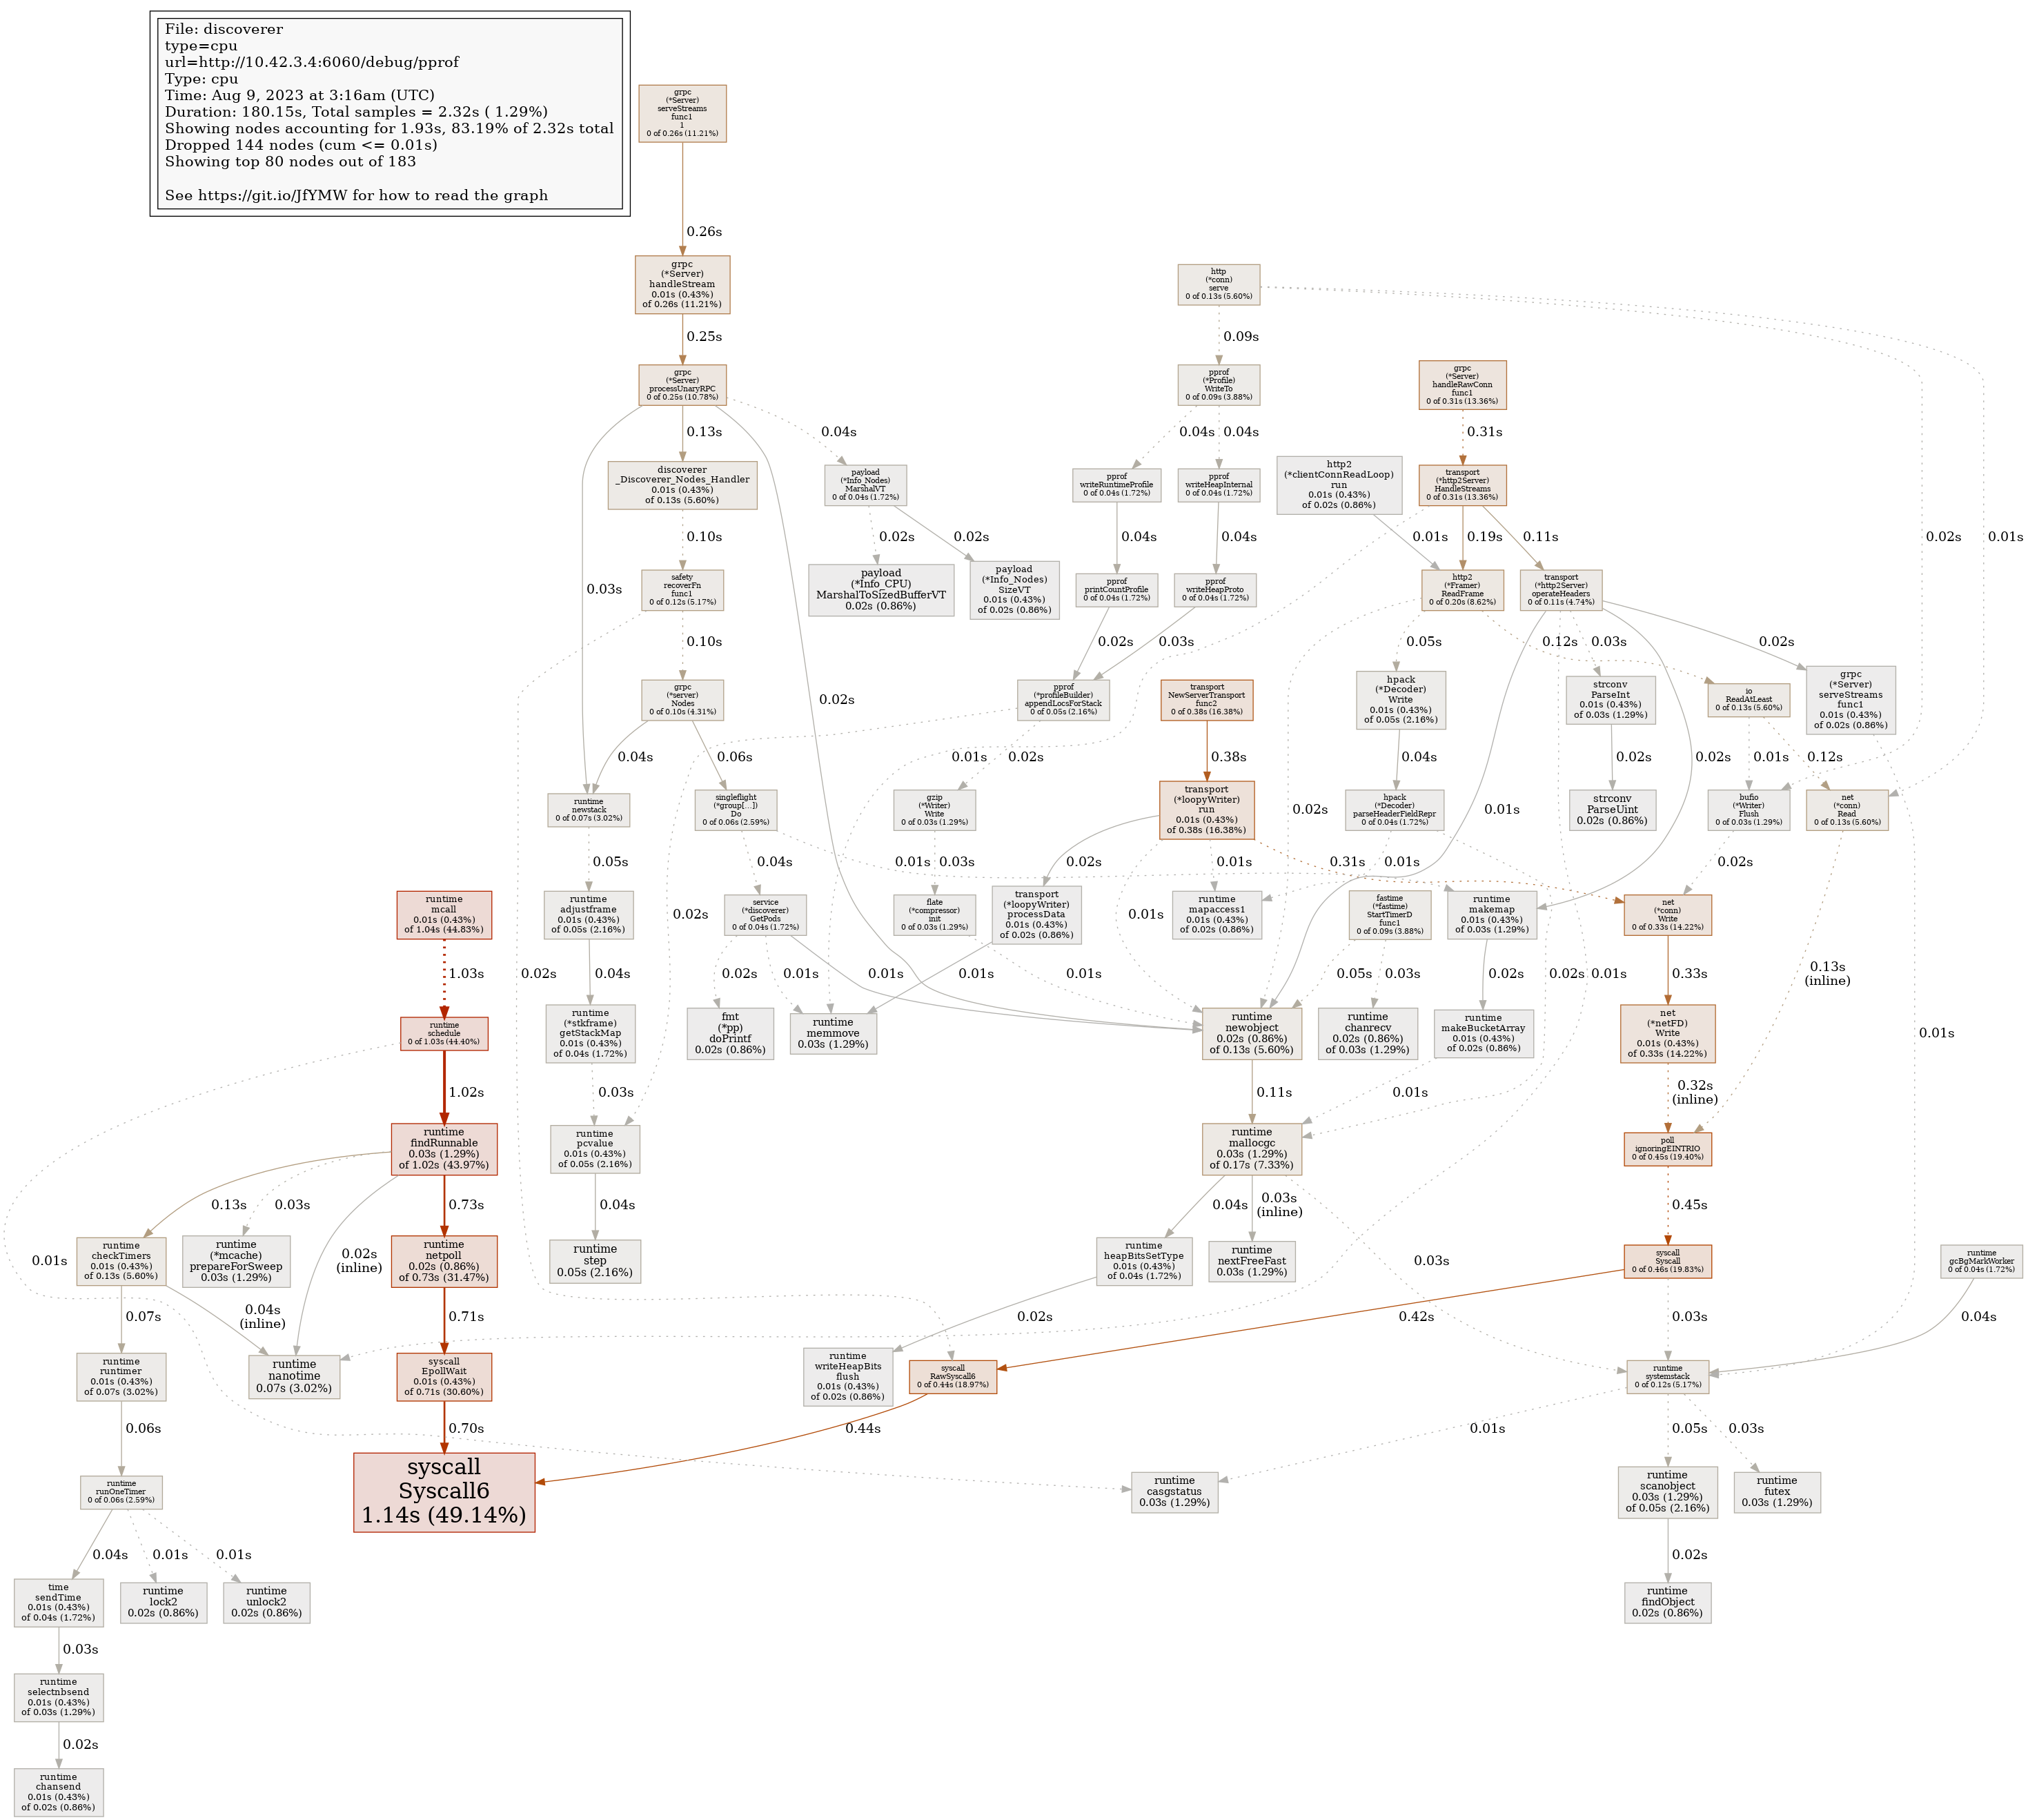 File: discoverer
type=cpu
url=http://10.42.3.4:6060/debug/pprof
Type: cpu
Time: Aug 9, 2023 at 3:16am (UTC)
Duration: 180.15s, Total samples = 2.32s ( 1.29%)
Showing nodes accounting for 1.93s, 83.19% of 2.32s total
Dropped 144 nodes (cum <= 0.01s)
Showing top 80 nodes out of 183
See https://git.io/JfYMW for how to read the graph
grpc
(*Server)
serveStreams
func1
1
0 of 0.26s (11.21%)
0.26s
grpc
(*Server)
handleStream
0.01s (0.43%)
of 0.26s (11.21%)
http
(*conn)
serve
0 of 0.13s (5.60%)
0.25s
0.09s
grpc
(*Server)
processUnaryRPC
0 of 0.25s (10.78%)
pprof
(*Profile)
WriteTo
0 of 0.09s (3.88%)
grpc
(*Server)
handleRawConn
func1
0 of 0.31s (13.36%)
0.13s
0.04s
0.04s
0.04s
0.31s
discoverer
_Discoverer_Nodes_Handler
0.01s (0.43%)
of 0.13s (5.60%)
payload
(*Info_Nodes)
MarshalVT
0 of 0.04s (1.72%)
pprof
writeRuntimeProfile
0 of 0.04s (1.72%)
pprof
writeHeapInternal
0 of 0.04s (1.72%)
http2
(*clientConnReadLoop)
run
0.01s (0.43%)
of 0.02s (0.86%)
transport
(*http2Server)
HandleStreams
0 of 0.31s (13.36%)
0.10s
0.02s
0.02s
0.04s
0.04s
0.01s
0.19s
0.11s
0.02s
0.01s
0.03s
safety
recoverFn
func1
0 of 0.12s (5.17%)
payload
(*Info_CPU)
MarshalToSizedBufferVT
0.02s (0.86%)
payload
(*Info_Nodes)
SizeVT
0.01s (0.43%)
of 0.02s (0.86%)
pprof
printCountProfile
0 of 0.04s (1.72%)
pprof
writeHeapProto
0 of 0.04s (1.72%)
http2
(*Framer)
ReadFrame
0 of 0.20s (8.62%)
transport
(*http2Server)
operateHeaders
0 of 0.11s (4.74%)
0.10s
0.02s
0.03s
0.05s
0.12s
0.03s
0.02s
grpc
(*server)
Nodes
0 of 0.10s (4.31%)
0.02s
pprof
(*profileBuilder)
appendLocsForStack
0 of 0.05s (2.16%)
transport
NewServerTransport
func2
0 of 0.38s (16.38%)
hpack
(*Decoder)
Write
0.01s (0.43%)
of 0.05s (2.16%)
strconv
ParseInt
0.01s (0.43%)
of 0.03s (1.29%)
io
ReadAtLeast
0 of 0.13s (5.60%)
grpc
(*Server)
serveStreams
func1
0.01s (0.43%)
of 0.02s (0.86%)
0.04s
0.06s
0.01s
0.02s
0.38s
0.04s
0.02s
0.02s
0.01s
0.12s
runtime
newstack
0 of 0.07s (3.02%)
singleflight
(*group[...])
Do
0 of 0.06s (2.59%)
gzip
(*Writer)
Write
0 of 0.03s (1.29%)
transport
(*loopyWriter)
run
0.01s (0.43%)
of 0.38s (16.38%)
0.02s
hpack
(*Decoder)
parseHeaderFieldRepr
0 of 0.04s (1.72%)
0.01s
strconv
ParseUint
0.02s (0.86%)
bufio
(*Writer)
Flush
0 of 0.03s (1.29%)
net
(*conn)
Read
0 of 0.13s (5.60%)
0.05s
0.04s
0.01s
0.03s
0.02s
0.01s
0.31s
0.01s
0.02s
runtime
mcall
0.01s (0.43%)
of 1.04s (44.83%)
runtime
adjustframe
0.01s (0.43%)
of 0.05s (2.16%)
0.02s
service
(*discoverer)
GetPods
0 of 0.04s (1.72%)
flate
(*compressor)
init
0 of 0.03s (1.29%)
transport
(*loopyWriter)
processData
0.01s (0.43%)
of 0.02s (0.86%)
0.01s
runtime
mapaccess1
0.01s (0.43%)
of 0.02s (0.86%)
fastime
(*fastime)
StartTimerD
func1
0 of 0.09s (3.88%)
runtime
makemap
0.01s (0.43%)
of 0.03s (1.29%)
net
(*conn)
Write
0 of 0.33s (14.22%)
1.03s
0.02s
0.04s
0.02s
0.01s
0.01s
0.01s
0.01s
0.05s
0.03s
0.02s
0.02s
0.01s
0.33s
0.13s
(inline)
runtime
schedule
0 of 1.03s (44.40%)
runtime
(*stkframe)
getStackMap
0.01s (0.43%)
of 0.04s (1.72%)
fmt
(*pp)
doPrintf
0.02s (0.86%)
runtime
memmove
0.03s (1.29%)
runtime
newobject
0.02s (0.86%)
of 0.13s (5.60%)
runtime
chanrecv
0.02s (0.86%)
of 0.03s (1.29%)
runtime
makeBucketArray
0.01s (0.43%)
of 0.02s (0.86%)
net
(*netFD)
Write
0.01s (0.43%)
of 0.33s (14.22%)
0.01s
1.02s
0.03s
0.11s
0.01s
0.32s
(inline)
runtime
findRunnable
0.03s (1.29%)
of 1.02s (43.97%)
runtime
pcvalue
0.01s (0.43%)
of 0.05s (2.16%)
runtime
mallocgc
0.03s (1.29%)
of 0.17s (7.33%)
poll
ignoringEINTRIO
0 of 0.45s (19.40%)
0.13s
0.03s
0.73s
0.04s
0.04s
0.03s
(inline)
0.45s
0.01s
runtime
checkTimers
0.01s (0.43%)
of 0.13s (5.60%)
runtime
(*mcache)
prepareForSweep
0.03s (1.29%)
0.02s
(inline)
runtime
netpoll
0.02s (0.86%)
of 0.73s (31.47%)
runtime
step
0.05s (2.16%)
runtime
heapBitsSetType
0.01s (0.43%)
of 0.04s (1.72%)
runtime
nextFreeFast
0.03s (1.29%)
0.03s
syscall
Syscall
0 of 0.46s (19.83%)
runtime
gcBgMarkWorker
0 of 0.04s (1.72%)
0.07s
0.04s
(inline)
0.71s
0.02s
0.42s
0.03s
0.04s
runtime
runtimer
0.01s (0.43%)
of 0.07s (3.02%)
runtime
nanotime
0.07s (3.02%)
syscall
EpollWait
0.01s (0.43%)
of 0.71s (30.60%)
runtime
writeHeapBits
flush
0.01s (0.43%)
of 0.02s (0.86%)
syscall
RawSyscall6
0 of 0.44s (18.97%)
runtime
systemstack
0 of 0.12s (5.17%)
0.06s
0.70s
0.44s
0.01s
0.05s
0.03s
runtime
runOneTimer
0 of 0.06s (2.59%)
syscall
Syscall6
1.14s (49.14%)
runtime
casgstatus
0.03s (1.29%)
runtime
scanobject
0.03s (1.29%)
of 0.05s (2.16%)
runtime
futex
0.03s (1.29%)
0.04s
0.01s
0.01s
0.02s
time
sendTime
0.01s (0.43%)
of 0.04s (1.72%)
runtime
lock2
0.02s (0.86%)
runtime
unlock2
0.02s (0.86%)
runtime
findObject
0.02s (0.86%)
0.03s
runtime
selectnbsend
0.01s (0.43%)
of 0.03s (1.29%)
0.02s
runtime
chansend
0.01s (0.43%)
of 0.02s (0.86%)